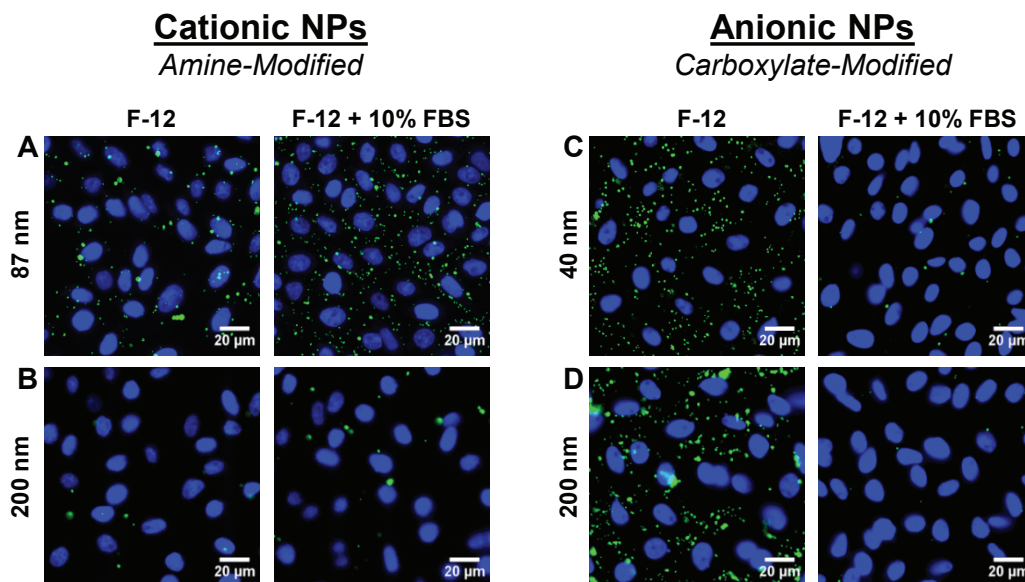 Cationic NPs
Amine-Modified
F-12
F-12 + 10% FBS
A
87 nm
20 µm
20 µm
B
200 nm
20 µm
20 µm
Anionic NPs
Carboxylate-Modified
F-12
F-12 + 10% FBS
C
40 nm
20 µm
20 µm
D
200 nm
20 µm
20 µm